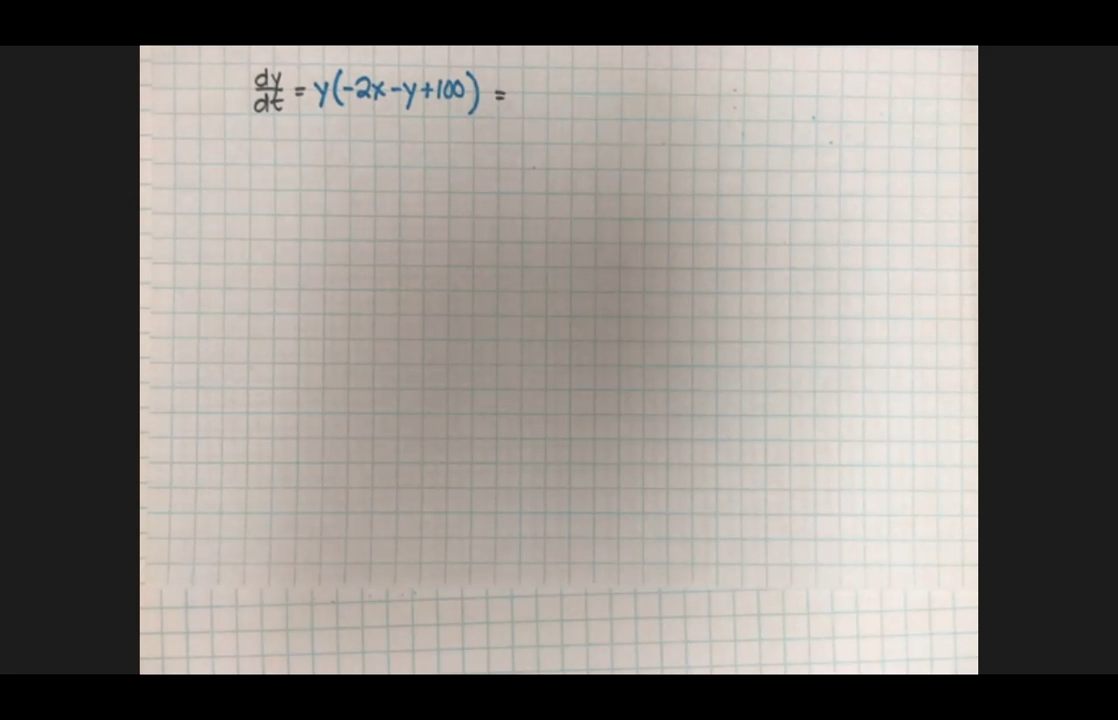 dy/dt = y(-2x-y+100) =